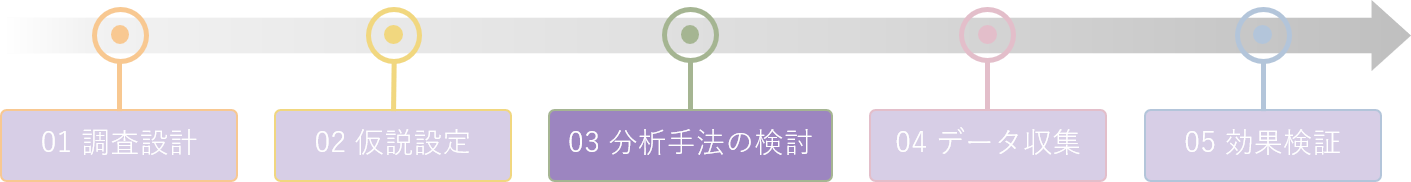 01 調査設計
02 仮説設定
03 分析手法の検討
04 データ収集
05 効果検証